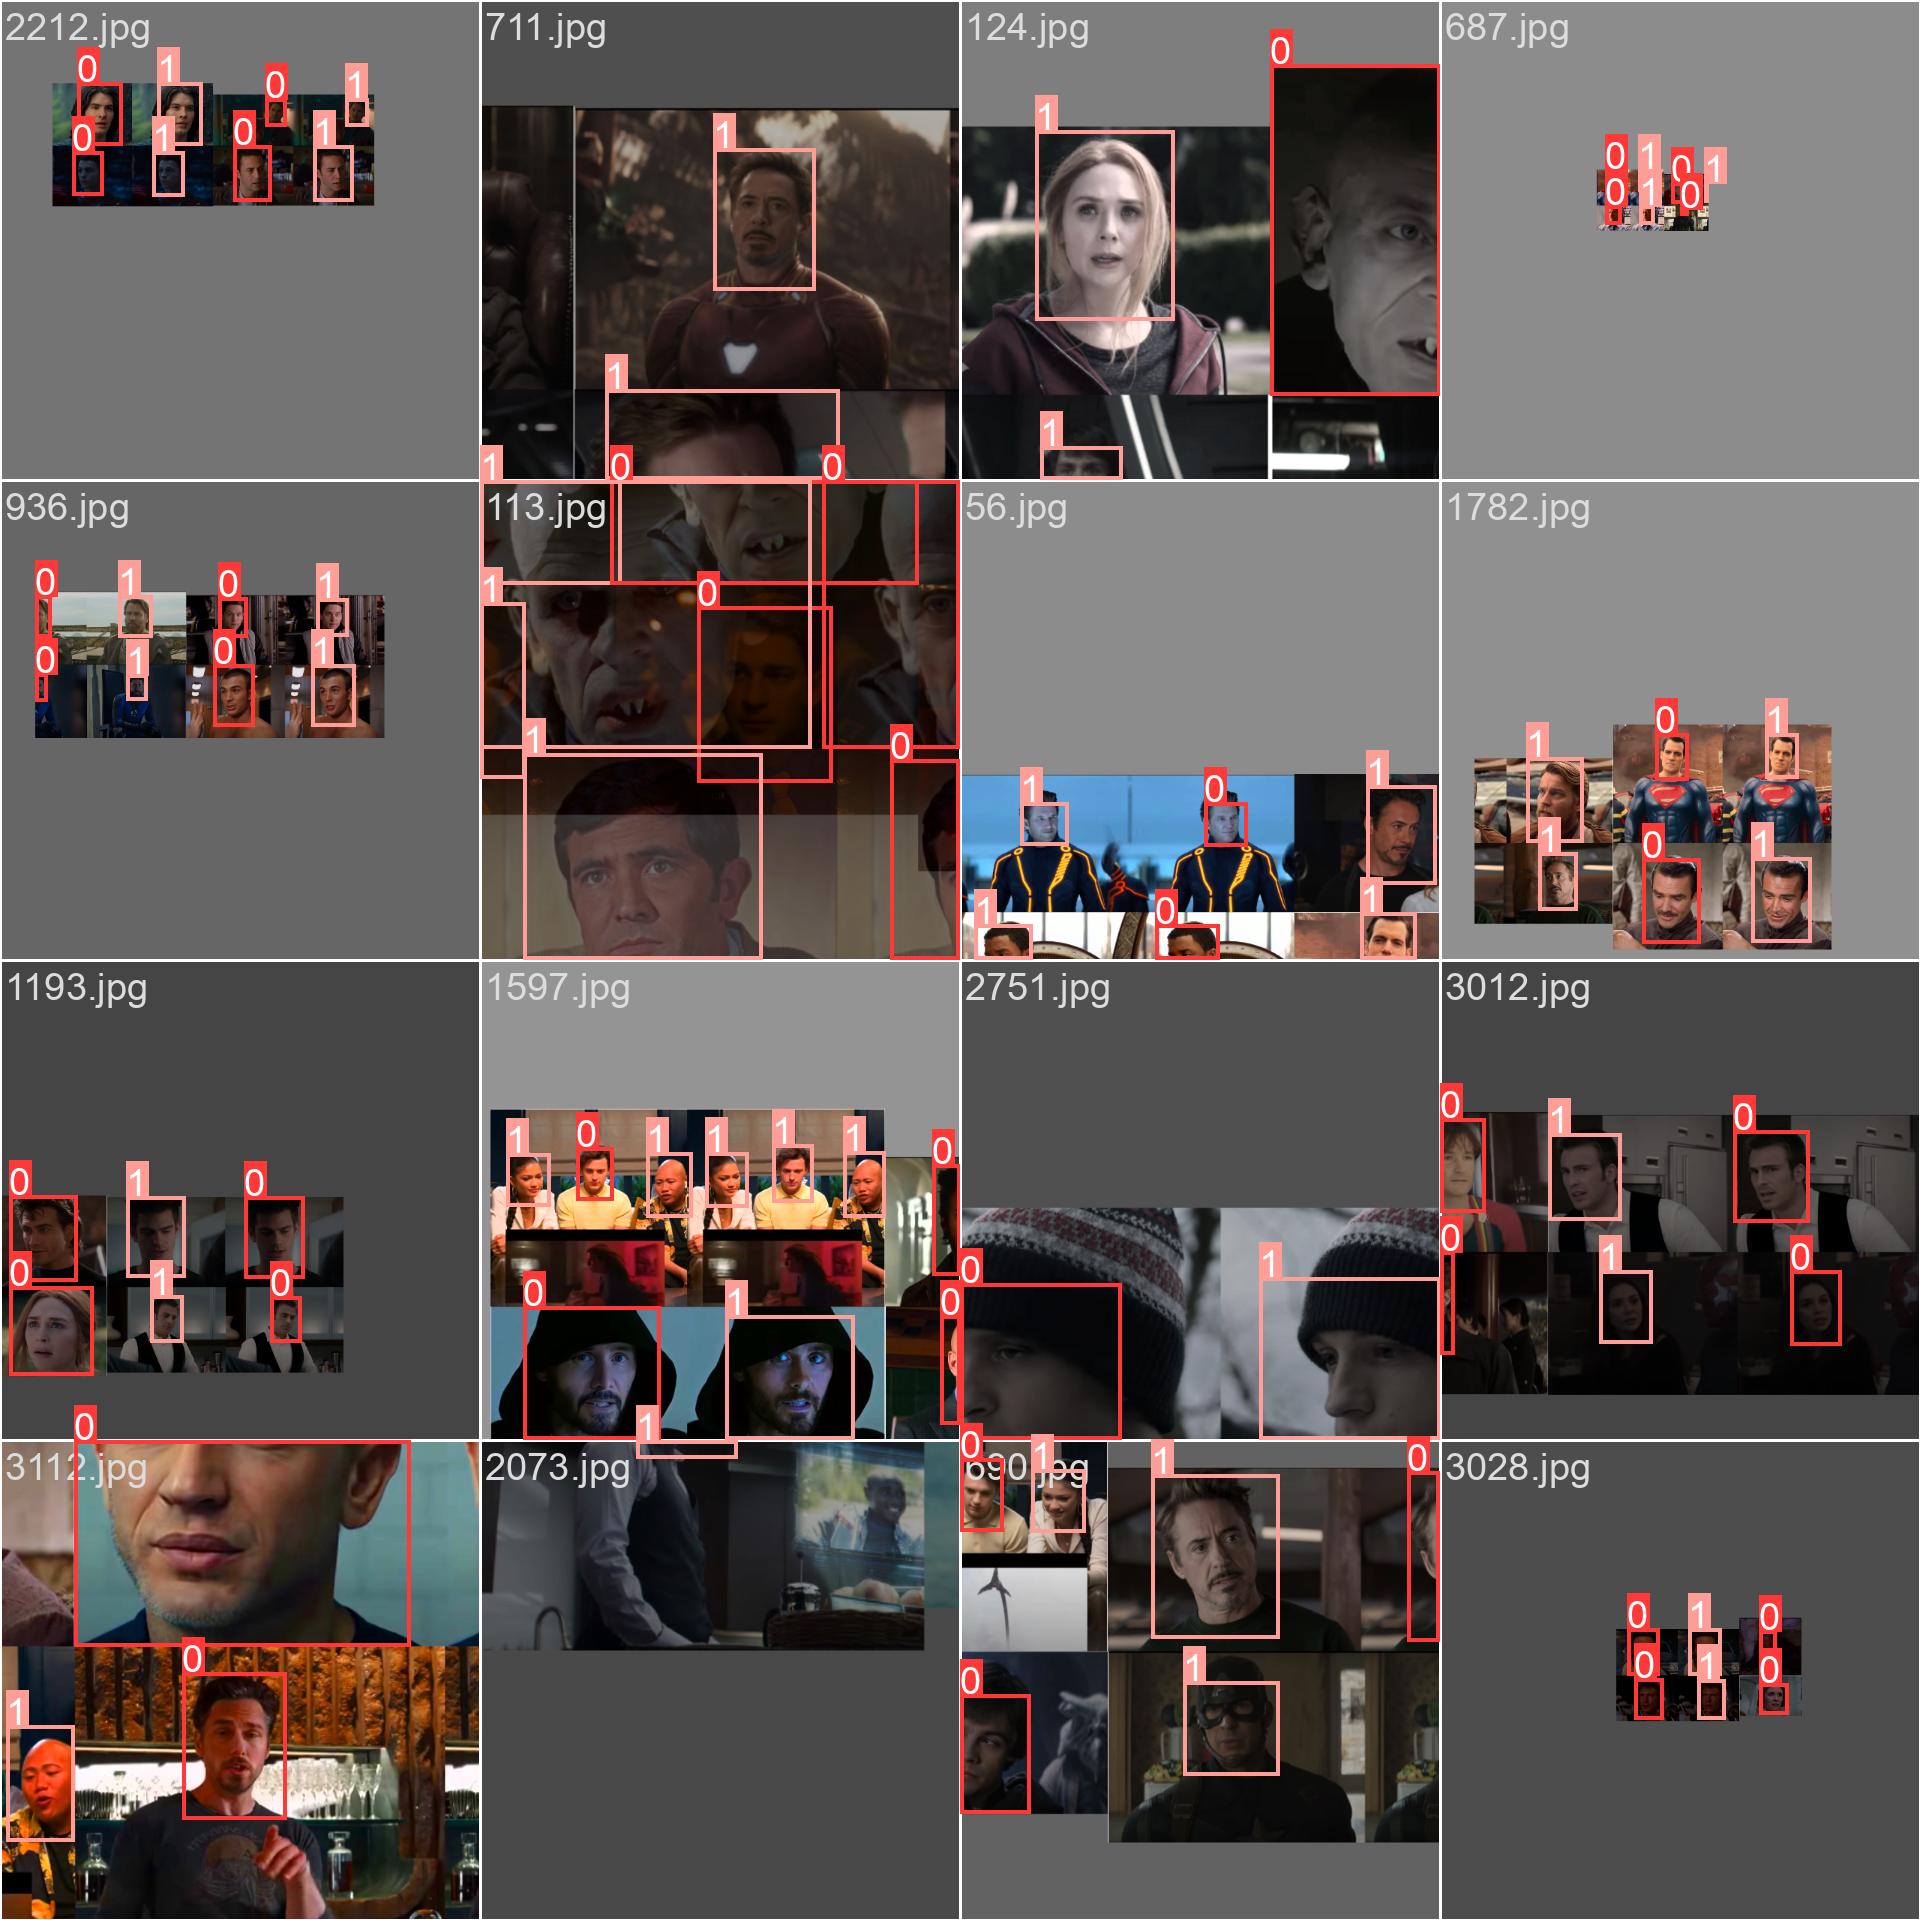 2212.jpg 711.jpg 124.jpg 687.jpg
0 1 0 1 0 1 0 1
1 1
1 0 1
0 1 0 1 0 1 0
936.jpg 113.jpg 56.jpg 1782.jpg
0 1 0 1 0 1 0 1
1 0 0 1 0 1 0
1 0 1 1 0 1
1 0 1 1 0 1
1193.jpg 1597.jpg 2751.jpg 3012.jpg
0 1 0 0 1 0
1 0 1 1 1 1 0 0 1 0
0 1
0 1 0 0 1 0
3112.jpg 2073.jpg 690.jpg 3028.jpg
0 0 1
1
0 1 1 0 0 1
0 1 0 0 1 0